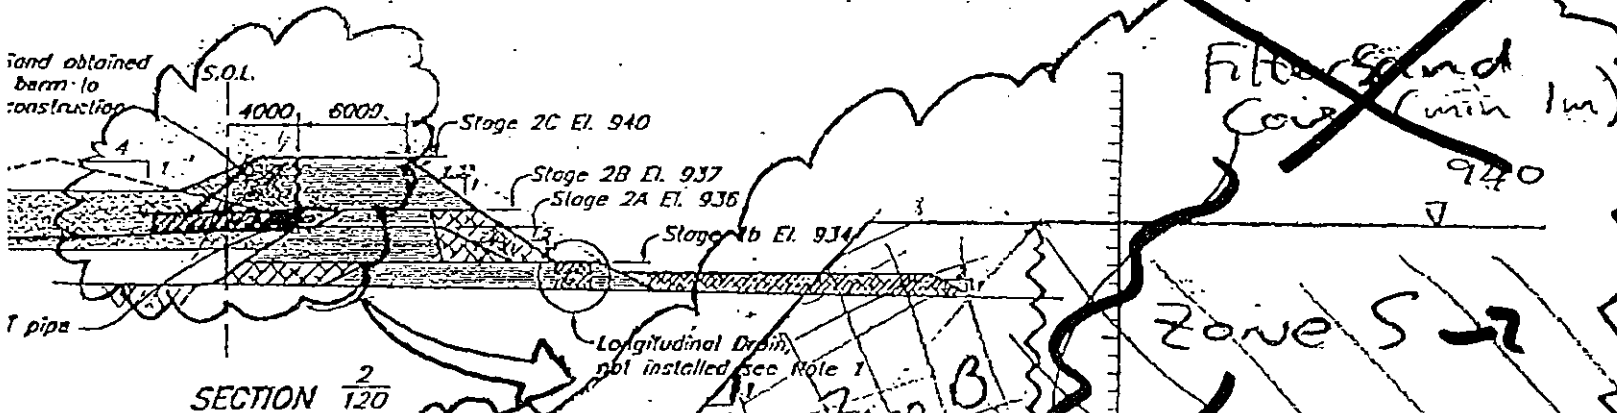 Sand obtained
berm to
construction
S.O.L.
4000 6000
4
1
Stage 2C El. 940
Stage 2B El. 937
Stage 2A El. 936
Stage 1b El. 934
T pipe
Longitudinal Drain,
not installed see Note 1
SECTION 2/120
Filter Sand
Cover (min 1m)
940
Zone S
B